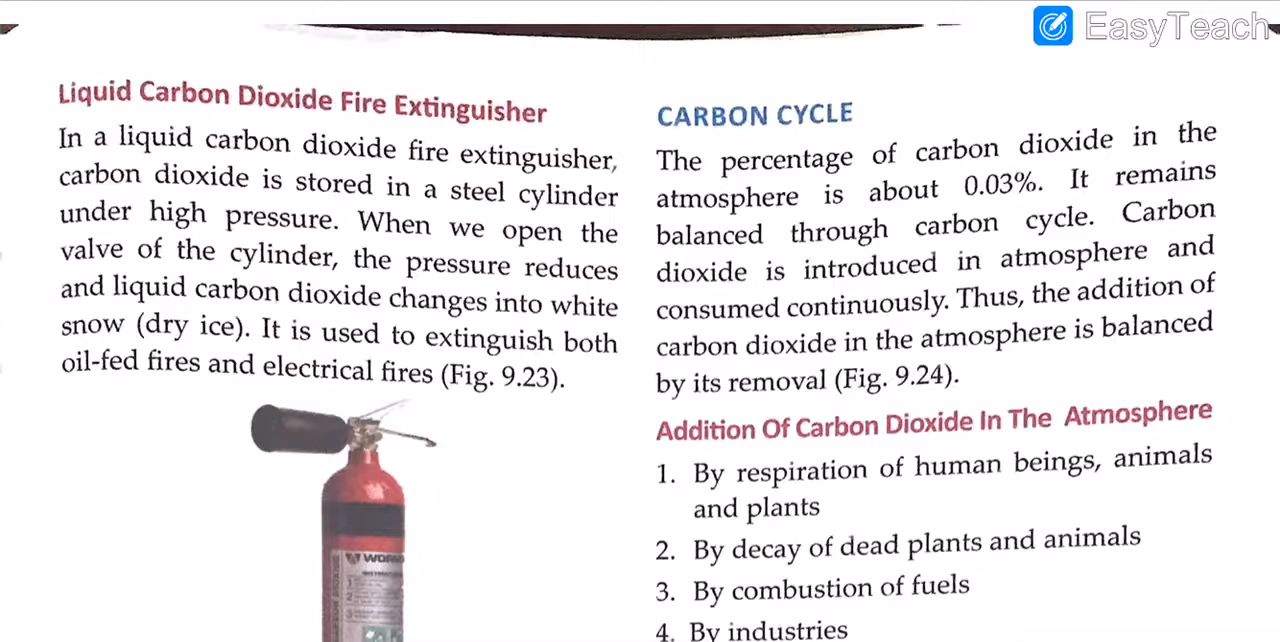 EasyTeach
Liquid Carbon Dioxide Fire Extinguisher
In a liquid carbon dioxide fire extinguisher,
carbon dioxide is stored in a steel cylinder
under high pressure. When we open the
valve of the cylinder, the pressure reduces
and liquid carbon dioxide changes into white
snow (dry ice). It is used to extinguish both
oil-fed fires and electrical fires (Fig. 9.23).
CARBON CYCLE
The percentage of carbon dioxide in the
atmosphere is about 0.03%. It remains
balanced through carbon cycle. Carbon
dioxide is introduced in atmosphere and
consumed continuously. Thus, the addition of
carbon dioxide in the atmosphere is balanced
by its removal (Fig. 9.24).
Addition Of Carbon Dioxide In The Atmosphere
1. By respiration of human beings, animals
and plants
2. By decay of dead plants and animals
3. By combustion of fuels
4. By industries